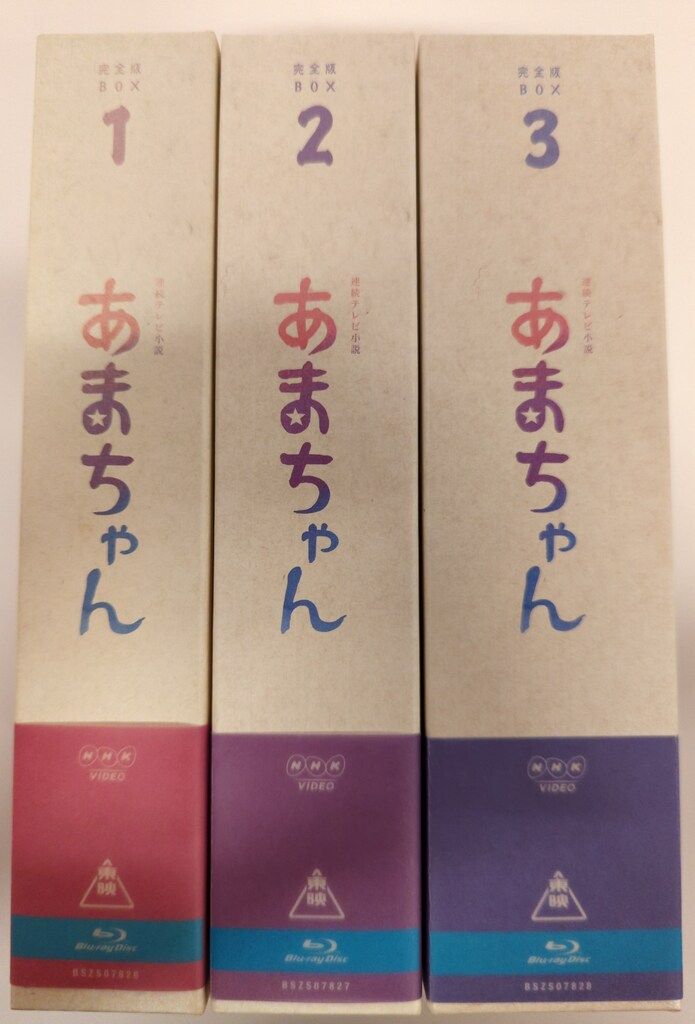 完全版
BOX
1
連続テレビ小説
あまちゃん
NHK
VIDEO
東映
Blu-ray Disc
BSZS07826
完全版
BOX
2
連続テレビ小説
あまちゃん
NHK
VIDEO
東映
Blu-ray Disc
BSZS07827
完全版
BOX
3
連続テレビ小説
あまちゃん
NHK
VIDEO
東映
Blu-ray Disc
BSZS07828